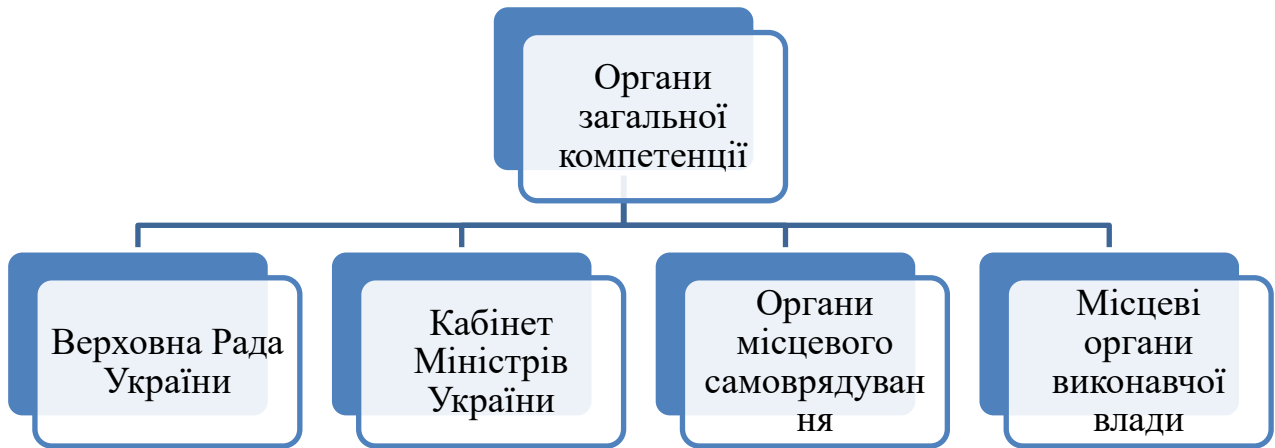 Органи
загальної
компетенції
Верховна Рада
України
Кабінет
Міністрів
України
Органи
місцевого
самоврядуван
ня
Місцеві
органи
виконавчої
влади